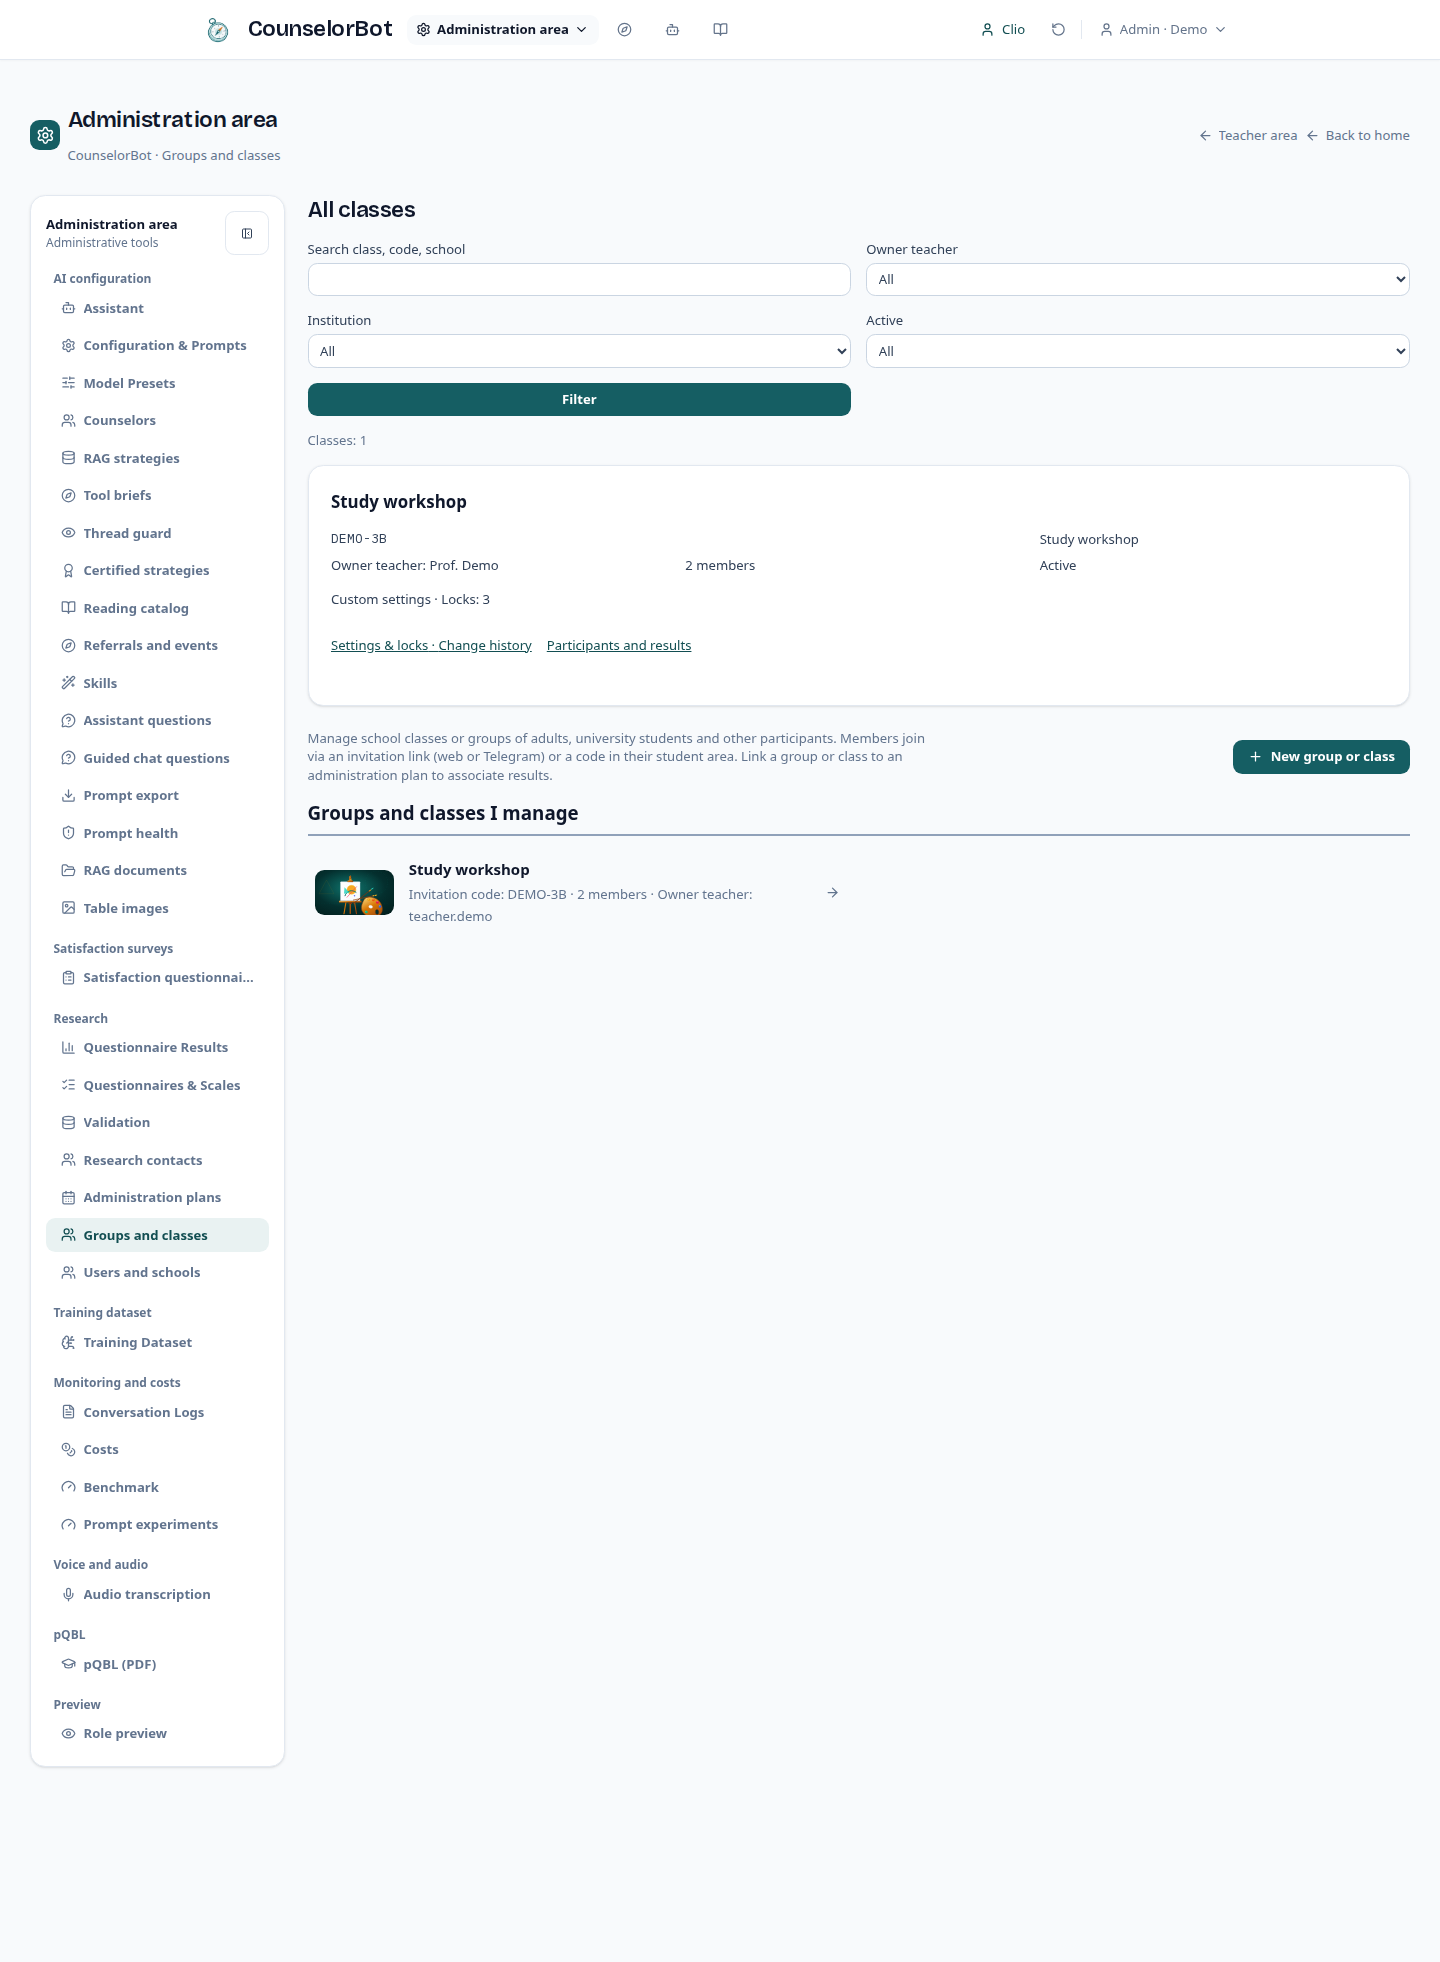 CounselorBot
Administration area
Clio
Admin · Demo
Administration area
CounselorBot · Groups and classes
Teacher area
Back to home
Administration area
Administrative tools
AI configuration
Assistant
Configuration & Prompts
Model Presets
Counselors
RAG strategies
Tool briefs
Thread guard
Certified strategies
Reading catalog
Referrals and events
Skills
Assistant questions
Guided chat questions
Prompt export
Prompt health
RAG documents
Table images
Satisfaction surveys
Satisfaction questionnai...
Research
Questionnaire Results
Questionnaires & Scales
Validation
Research contacts
Administration plans
Groups and classes
Users and schools
Training dataset
Training Dataset
Monitoring and costs
Conversation Logs
Costs
Benchmark
Prompt experiments
Voice and audio
Audio transcription
pQBL
pQBL (PDF)
Preview
Role preview
All classes
Search class, code, school
Owner teacher
All
Institution
Active
All
All
Filter
Classes: 1
Study workshop
DEMO-3B
Study workshop
Owner teacher: Prof. Demo
2 members
Active
Custom settings · Locks: 3
Settings & locks · Change history
Participants and results
Manage school classes or groups of adults, university students and other participants. Members join
via an invitation link (web or Telegram) or a code in their student area. Link a group or class to an
administration plan to associate results.
New group or class
Groups and classes I manage
Study workshop
Invitation code: DEMO-3B · 2 members · Owner teacher:
teacher.demo